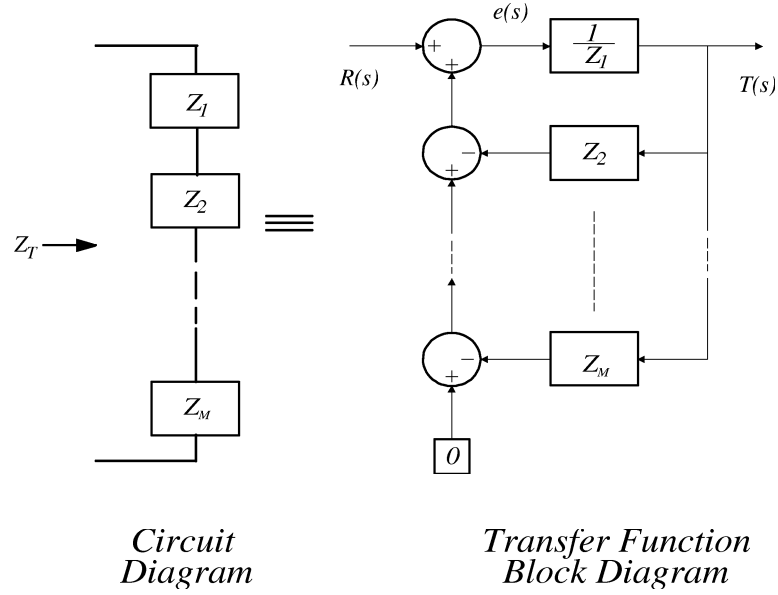 Z1
Z2
ZT
ZM
Circuit
Diagram
R(s)
+
+
e(s)
1
Z1
T(s)
−
+
Z2
−
+
ZM
0
Transfer Function
Block Diagram